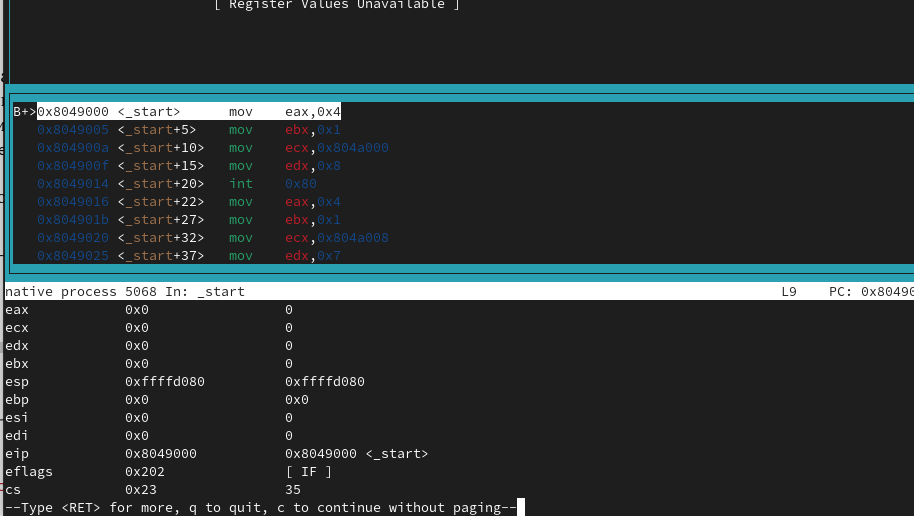 [ Register Values Unavailable ]
B+>0x8049000 <_start>      mov    eax,0x4
0x8049005 <_start+5>    mov    ebx,0x1
0x804900a <_start+10>   mov    ecx,0x804a000
0x804900f <_start+15>   mov    edx,0x8
0x8049014 <_start+20>   int    0x80
0x8049016 <_start+22>   mov    eax,0x4
0x804901b <_start+27>   mov    ebx,0x1
0x8049020 <_start+32>   mov    ecx,0x804a008
0x8049025 <_start+37>   mov    edx,0x7
native process 5068 In: _start    L9    PC: 0x80490
eax            0x0                 0
ecx            0x0                 0
edx            0x0                 0
ebx            0x0                 0
esp            0xffffd080          0xffffd080
ebp            0x0                 0x0
esi            0x0                 0
edi            0x0                 0
eip            0x8049000           0x8049000 <_start>
eflags         0x202               [ IF ]
cs             0x23                35
--Type <RET> for more, q to quit, c to continue without paging--